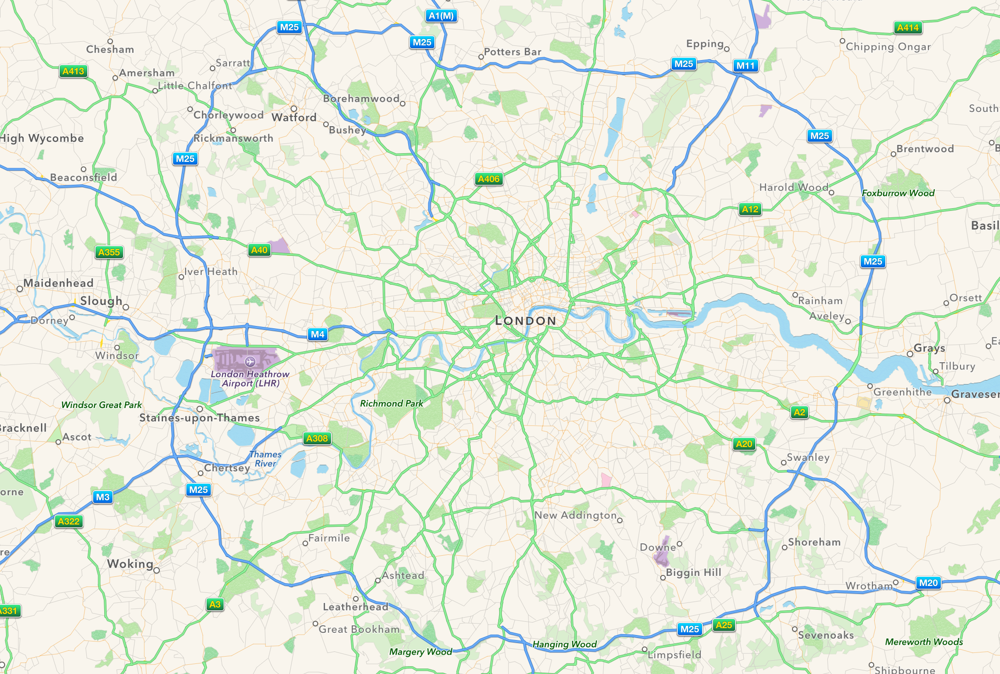 A1(M)
M25
A414
M25
Chesham
Epping
Chipping Ongar
Potters Bar
M25
M11
Sarratt
A413
Amersham
Little Chalfont
Borehamwood
South
Chorleywood
Watford
Bushey
High Wycombe
Rickmansworth
M25
Brentwood
M25
Beaconsfield
A406
Harold Wood
Foxburrow Wood
A12
Basil
A355
A40
M25
Iver Heath
Maidenhead
Slough
Rainham
Orsett
Dorney
LONDON
Aveley
M4
Windsor
Grays
London Heathrow
Airport (LHR)
Tilbury
Greenhithe
Gravesen
Windsor Great Park
Richmond Park
Staines-upon-Thames
A2
Bracknell
Ascot
A308
A20
Thames
River
Swanley
Chertsey
M25
orne
M3
A322
New Addington
Fairmile
Downe
Shoreham
re
Woking
Biggin Hill
Ashtead
Wrotham
M20
A3
A331
Leatherhead
Great Bookham
M25
A25
Sevenoaks
Hanging Wood
Mereworth Woods
Margery Wood
Limpsfield
Shipbourne